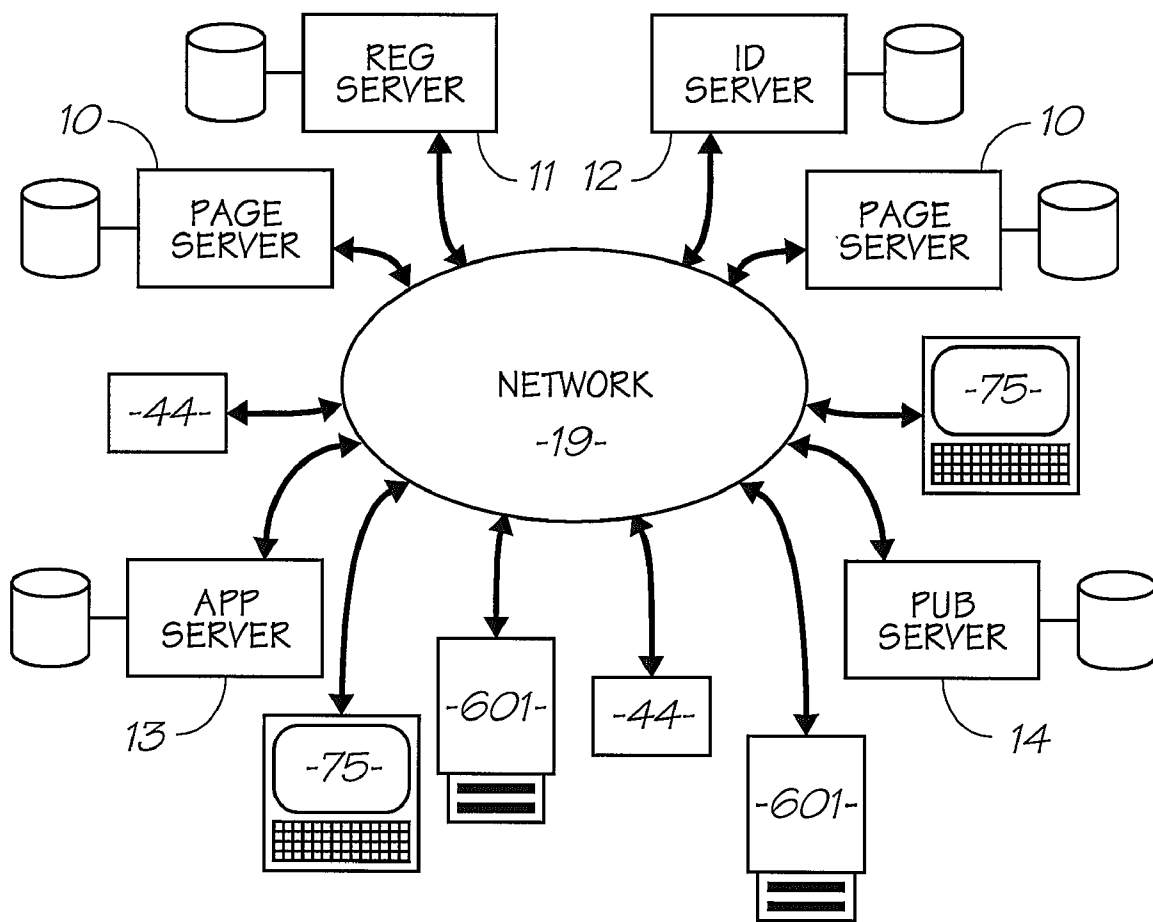 REG
SERVER
ID
SERVER
10
11
12
10
PAGE
SERVER
PAGE
SERVER
NETWORK
-19-
-44-
-75-
APP
SERVER
PUB
SERVER
13
-75-
-601-
-44-
-601-
14